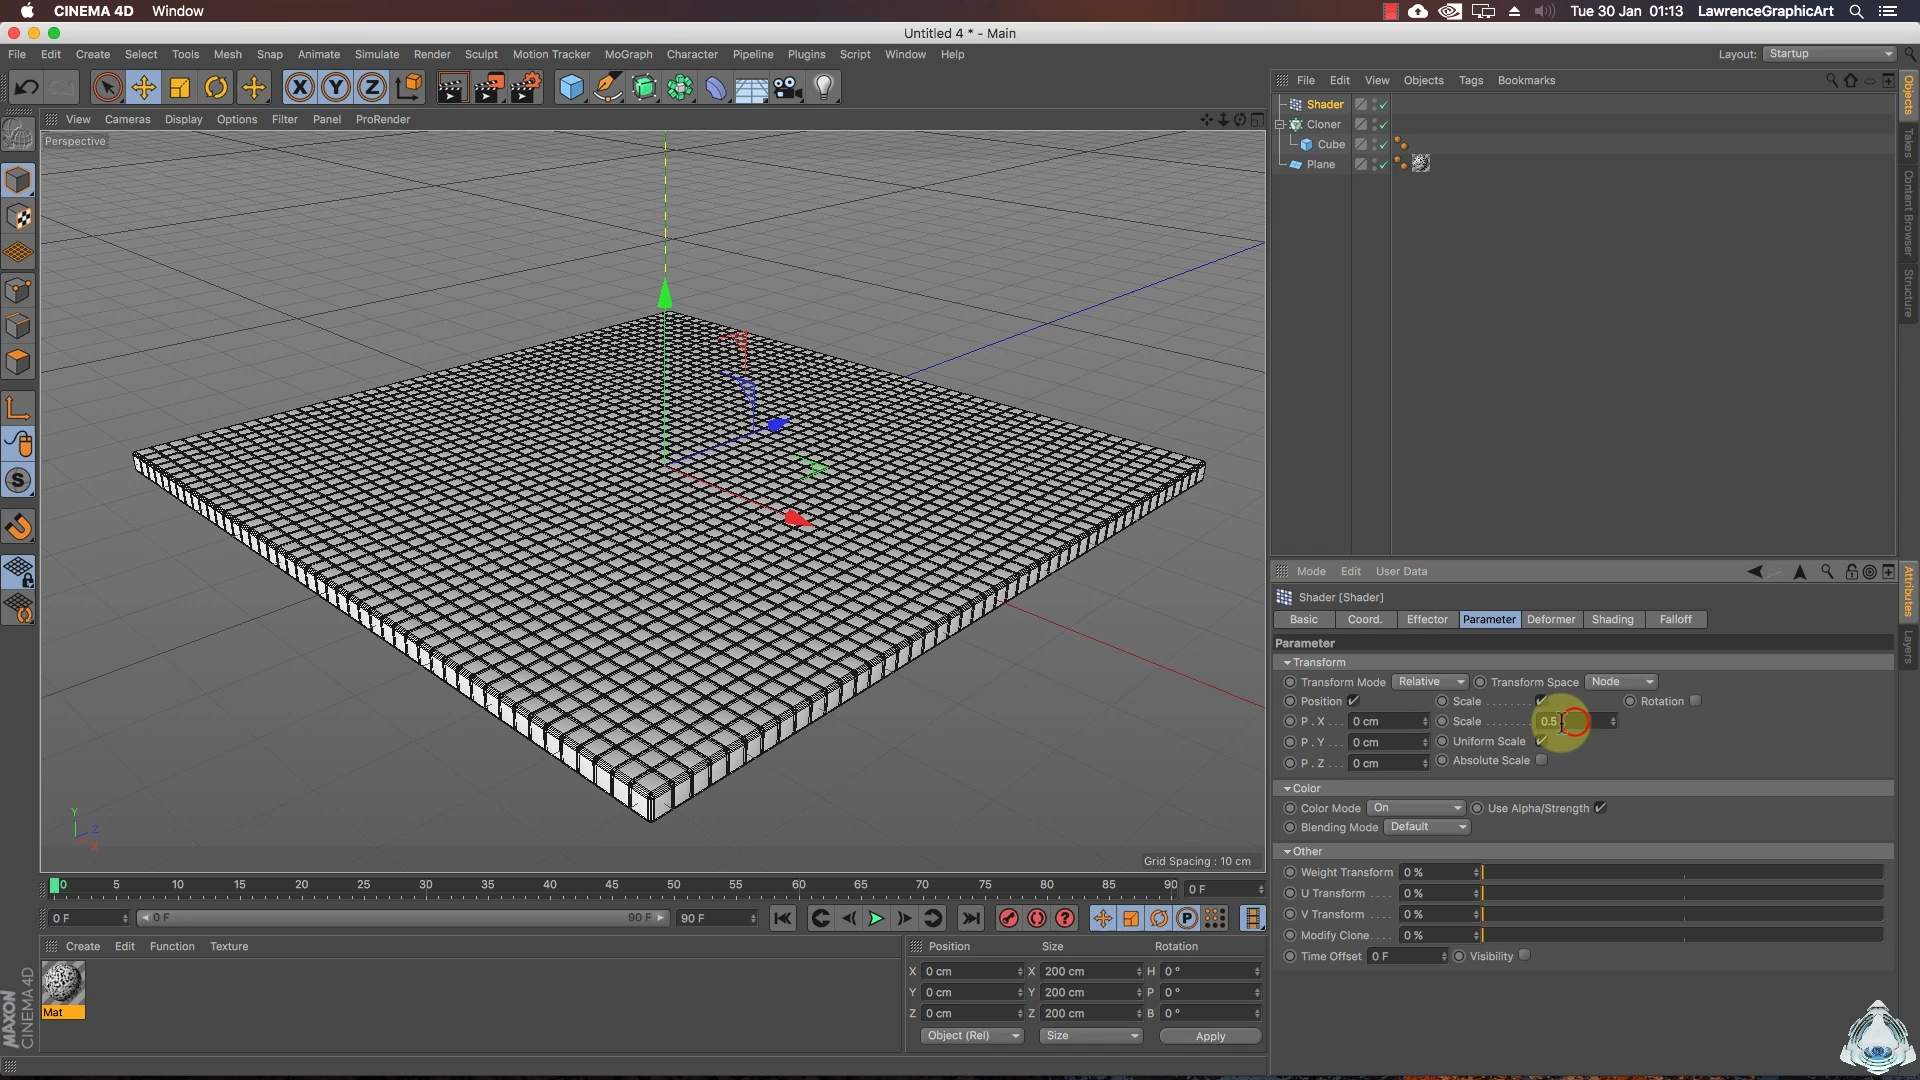 CINEMA 4D Window
Tue 30 Jan 01:13 LawrenceGraphicArt
Untitled 4 * - Main
File Edit Create Select Tools Mesh Snap Animate Simulate Render Sculpt Motion Tracker MoGraph Character Pipeline Plugins Script Window Help
Layout: Startup
File Edit View Objects Tags Bookmarks
View Cameras Display Options Filter Panel ProRender
Perspective
Shader
Cloner
Cube
Plane
Objects
Takes
Content Browser
Structure
Mode Edit User Data
Shader [Shader]
Basic Coord. Effector Parameter Deformer Shading Falloff
Parameter
Transform
Transform Mode Relative Transform Space Node
Position Scale Rotation
P . X 0 cm Scale 0.5
P . Y 0 cm Uniform Scale
P . Z 0 cm Absolute Scale
Color
Color Mode On Use Alpha/Strength
Blending Mode Default
Other
Weight Transform 0 %
U Transform 0 %
V Transform 0 %
Modify Clone 0 %
Time Offset 0 F Visibility
Attributes
Layers
Y
Z
X
Grid Spacing : 10 cm
0 5 10 15 20 25 30 35 40 45 50 55 60 65 70 75 80 85 90 0 F
0 F 0 F 90 F 90 F
Create Edit Function Texture
Mat
Position Size Rotation
X 0 cm X 200 cm H 0 °
Y 0 cm Y 200 cm P 0 °
Z 0 cm Z 200 cm B 0 °
Object (Rel) Size Apply
MAXON
CINEMA 4D